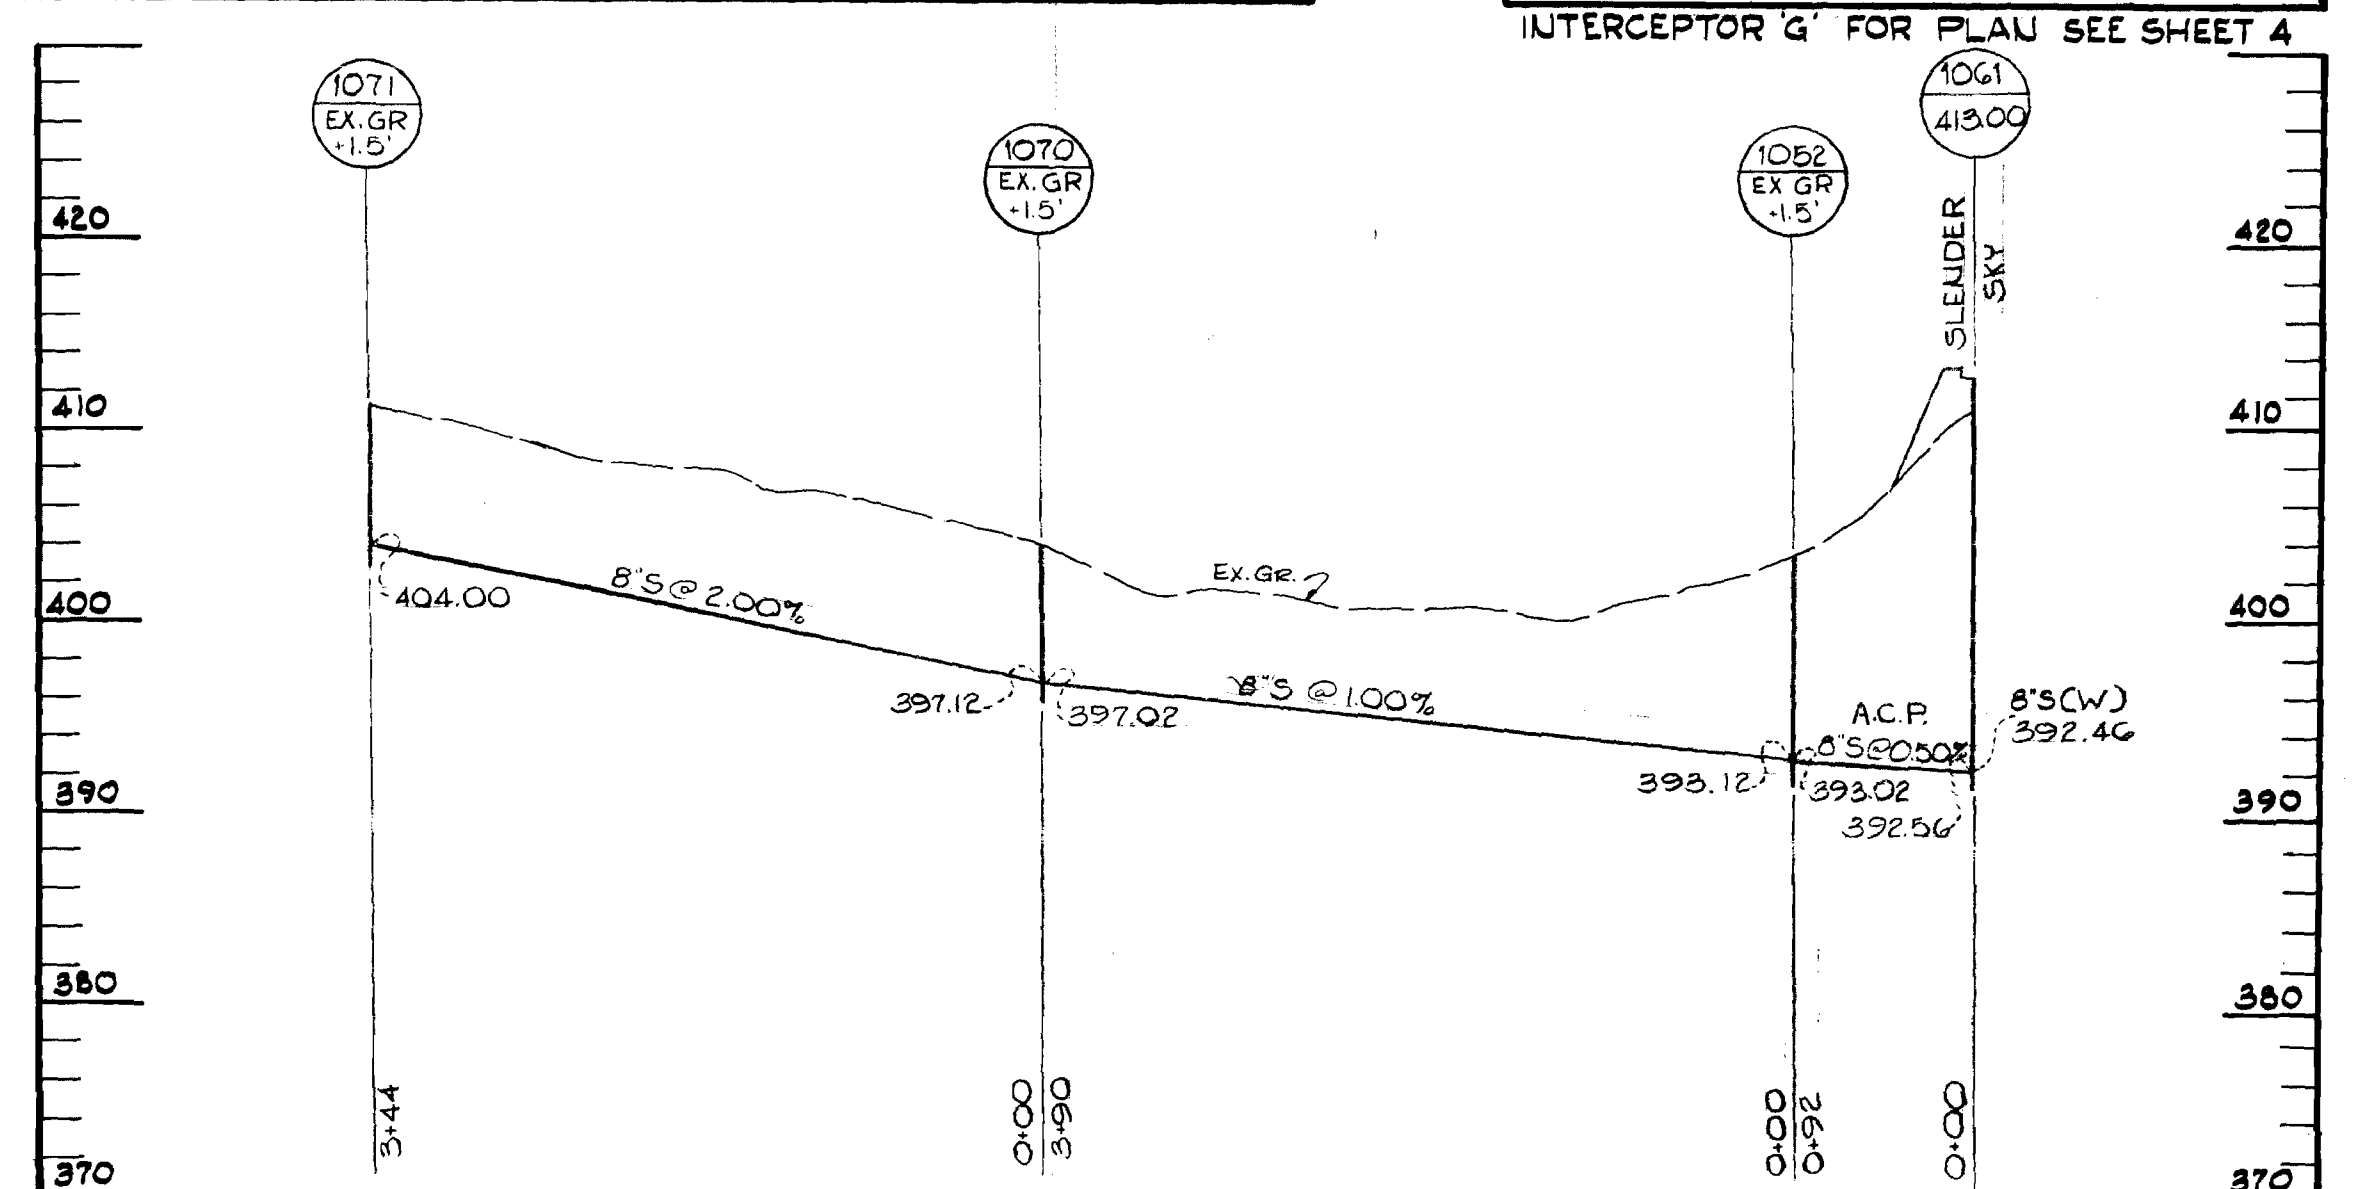 INTERCEPTOR 'G' FOR PLAN SEE SHEET 4
1071
EX.GR
+1.5'
1070
EX.GR
+1.5'
1052
EX GR
+1.5'
1061
413.00
SLENDER
SKY
420
420
410
410
400
400
390
390
380
380
370
370
EX.GR.
404.00
8"S @ 2.00%
397.12
397.02
8"S @ 1.00%
393.12
393.02
A.C.P.
8"S@0.50%
392.56
8"S(W)
392.46
3+44
0+00
3+90
0+00
0+92
0+00